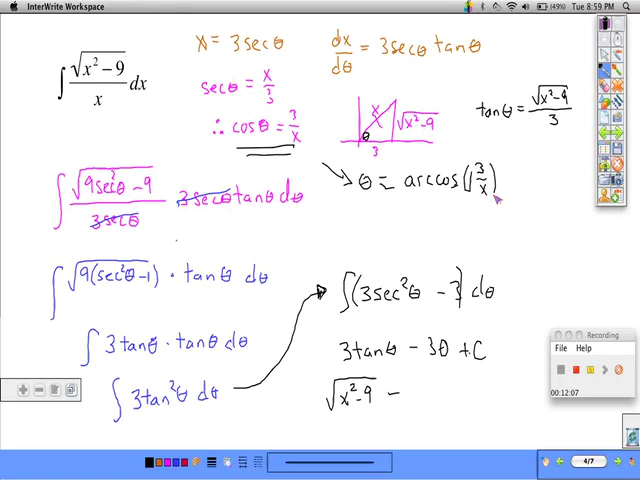 InterWrite Workspace
(49%) Tue 8:59 PM
∫ √(x² − 9) / x dx
x = 3secθ
dx/dθ = 3secθ tanθ
secθ = x/3
∴ cosθ = 3/x
x
θ
√(x²−9)
3
tanθ = √(x²−9) / 3
θ = arccos(3/x)
∫ √(9sec²θ − 9) / 3secθ 3secθ tanθ dθ
∫ √(9(sec²θ−1)) · tanθ dθ
∫ 3tanθ · tanθ dθ
∫ 3tan²θ dθ
∫ (3sec²θ − 3) dθ
3tanθ − 3θ + C
√(x²−9) −
Recording
File Help
00:12:07
4/7